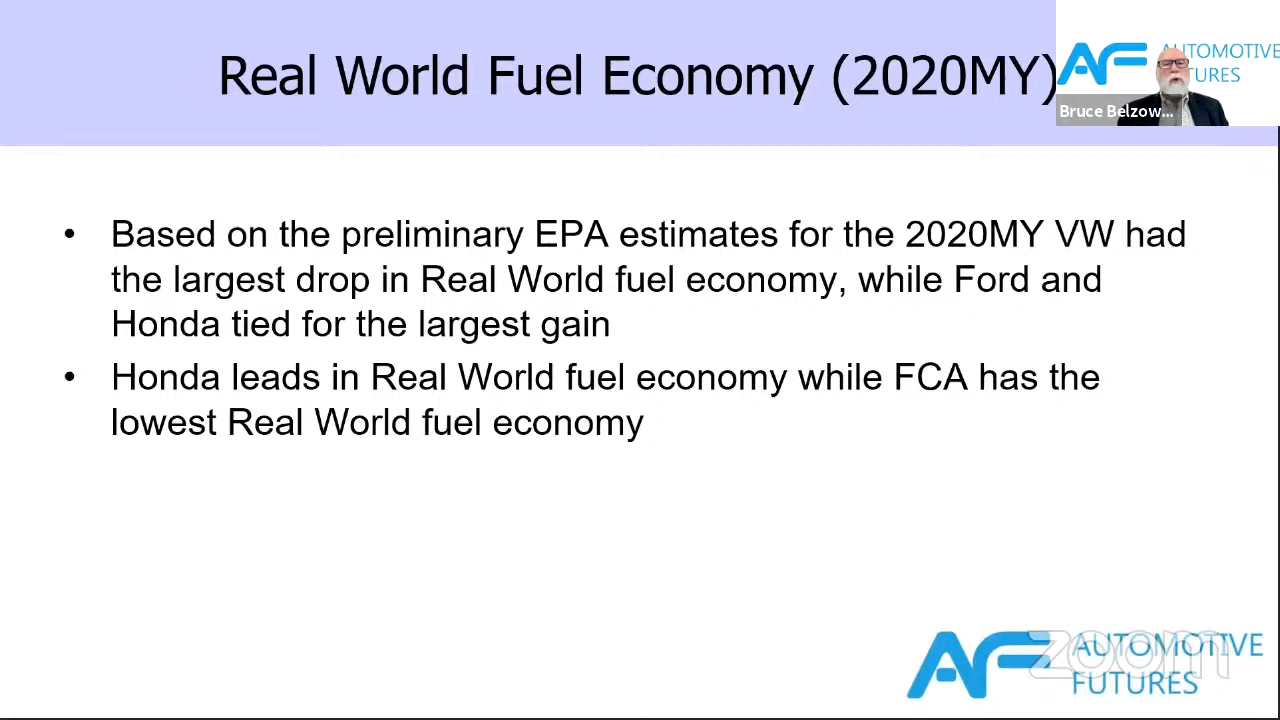 Real World Fuel Economy (2020MY)
AUTOMOTIVE
Bruce Belzow...
• Based on the preliminary EPA estimates for the 2020MY VW had
the largest drop in Real World fuel economy, while Ford and
Honda tied for the largest gain
• Honda leads in Real World fuel economy while FCA has the
lowest Real World fuel economy
AF AUTOMOTIVE
FUTURES
zoom